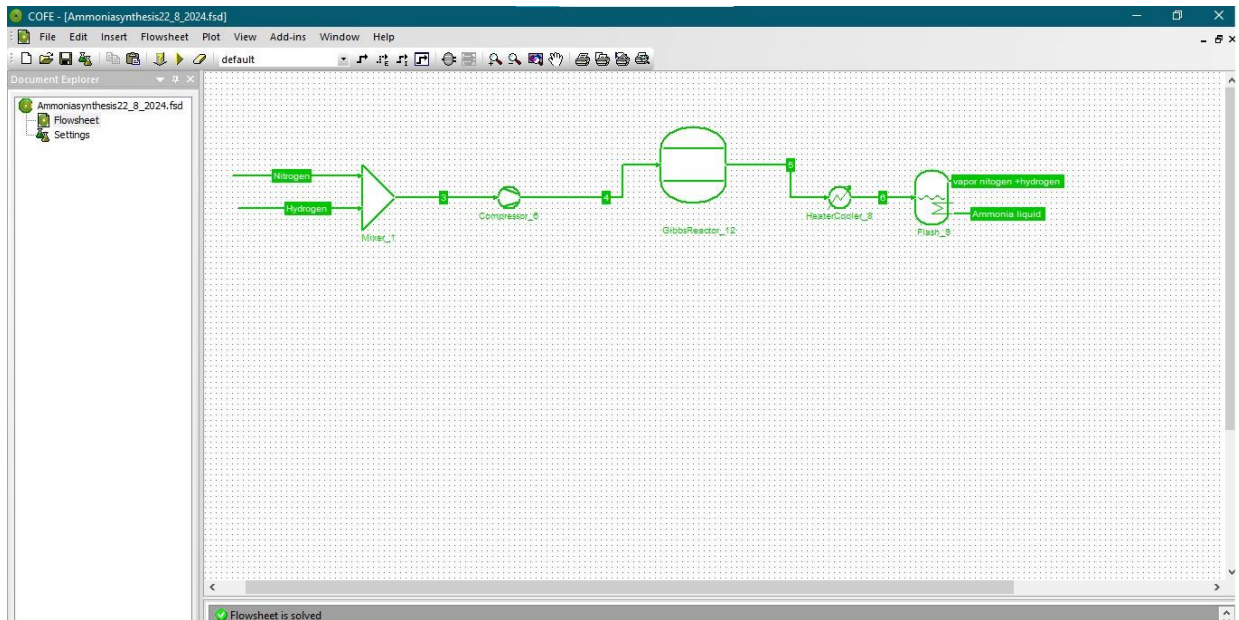 COFE - [Ammoniasynthesis22_8_2024.fsd]
File Edit Insert Flowsheet Plot View Add-ins Window Help
default
Document Explorer
Ammoniasynthesis22_8_2024.fsd
Flowsheet
Settings
Nitrogen
Hydrogen
Mixer_1
3
Compressor_6
4
GibbsReactor_12
5
HeaterCooler_8
6
Flash_9
vapor nitogen +hydrogen
Ammonia liquid
Flowsheet is solved